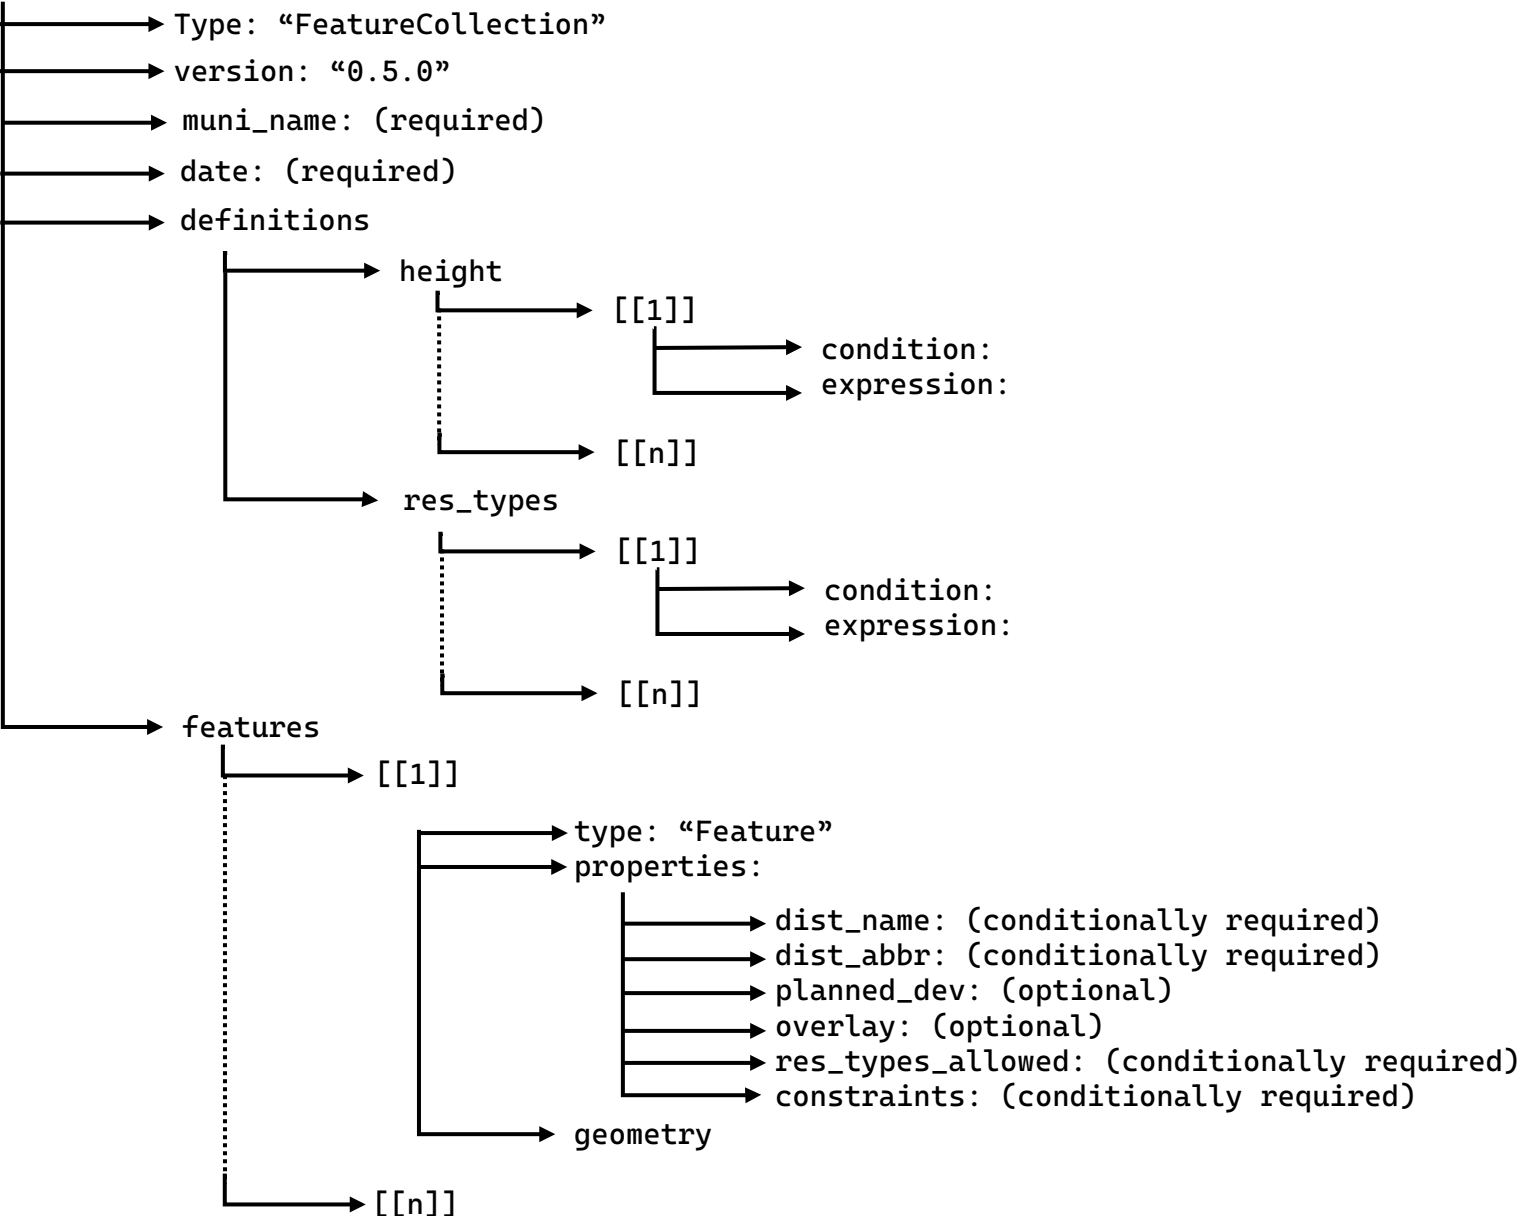 Type: “FeatureCollection”
version: “0.5.0”
muni_name: (required)
date: (required)
definitions
height
[[1]]
condition:
expression:
[[n]]
res_types
[[1]]
condition:
expression:
[[n]]
features
[[1]]
type: “Feature”
properties:
dist_name: (conditionally required)
dist_abbr: (conditionally required)
planned_dev: (optional)
overlay: (optional)
res_types_allowed: (conditionally required)
constraints: (conditionally required)
geometry
[[n]]